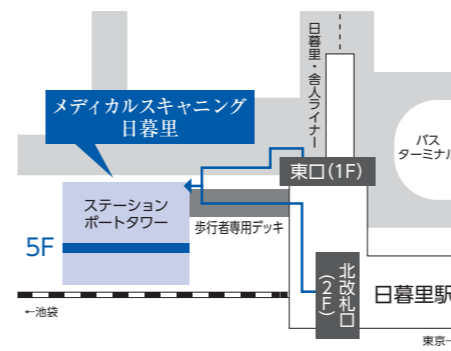 日暮里・舎人ライナー
メディカルスキャニング
日暮里
バス
ターミナル
東口(1F)
ステーション
ポートタワー
歩行者専用デッキ
5F
北改札口
(2F)
日暮里駅
←池袋
東京